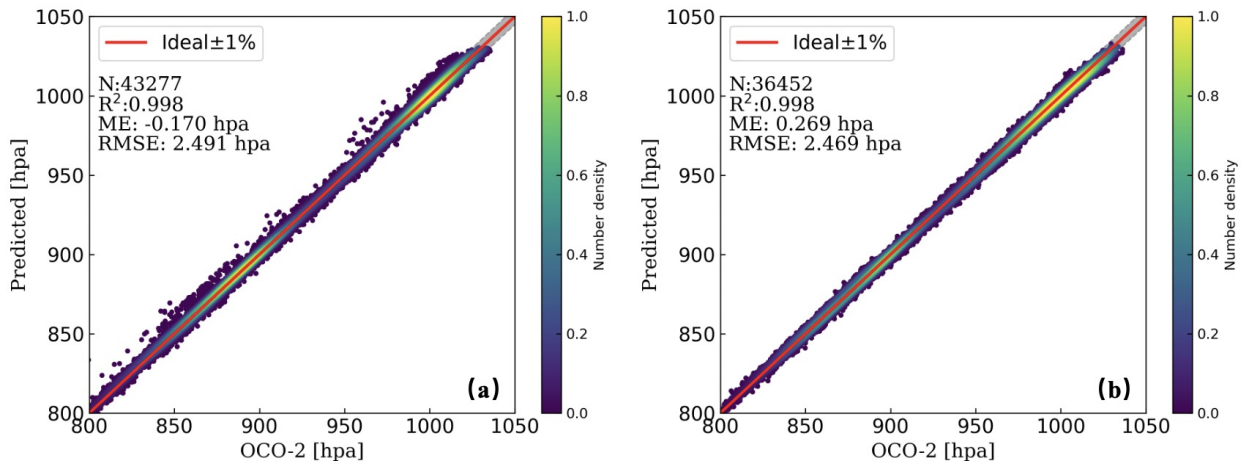 Ideal±1%
N:43277
R²:0.998
ME: -0.170 hpa
RMSE: 2.491 hpa
(a)
1050
1000
950
900
850
800
Predicted [hpa]
800
850
900
950
1000
1050
OCO-2 [hpa]
1.0
0.8
0.6
0.4
0.2
0.0
Number density
Ideal±1%
N:36452
R²:0.998
ME: 0.269 hpa
RMSE: 2.469 hpa
(b)
1050
1000
950
900
850
800
Predicted [hpa]
800
850
900
950
1000
1050
OCO-2 [hpa]
1.0
0.8
0.6
0.4
0.2
0.0
Number density